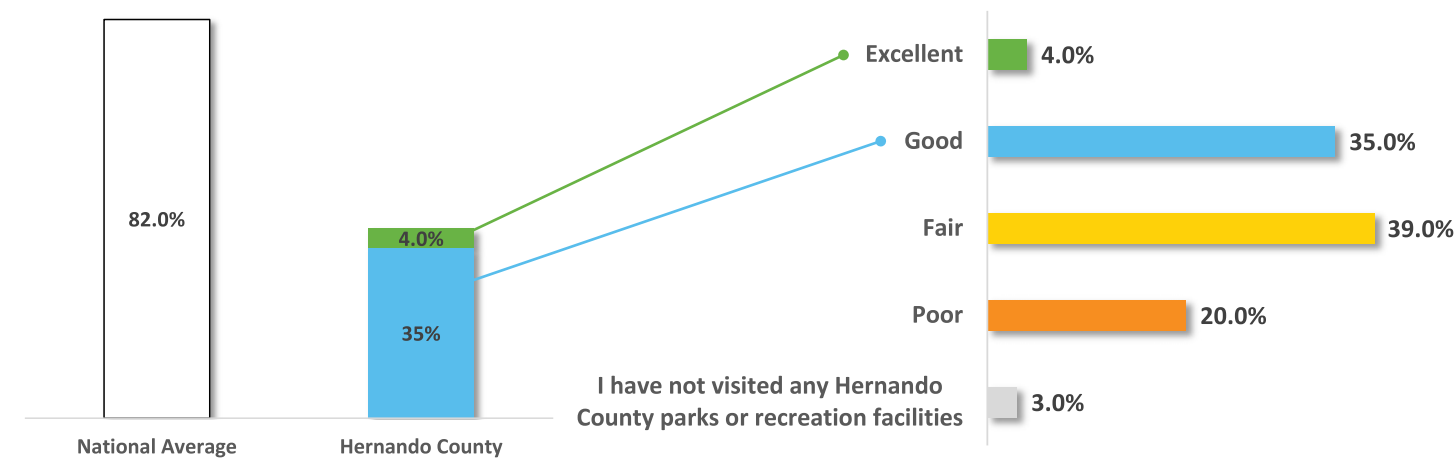 82.0%
National Average
4.0%
35%
Hernando County
Excellent
4.0%
Good
35.0%
Fair
39.0%
Poor
20.0%
I have not visited any Hernando
County parks or recreation facilities
3.0%